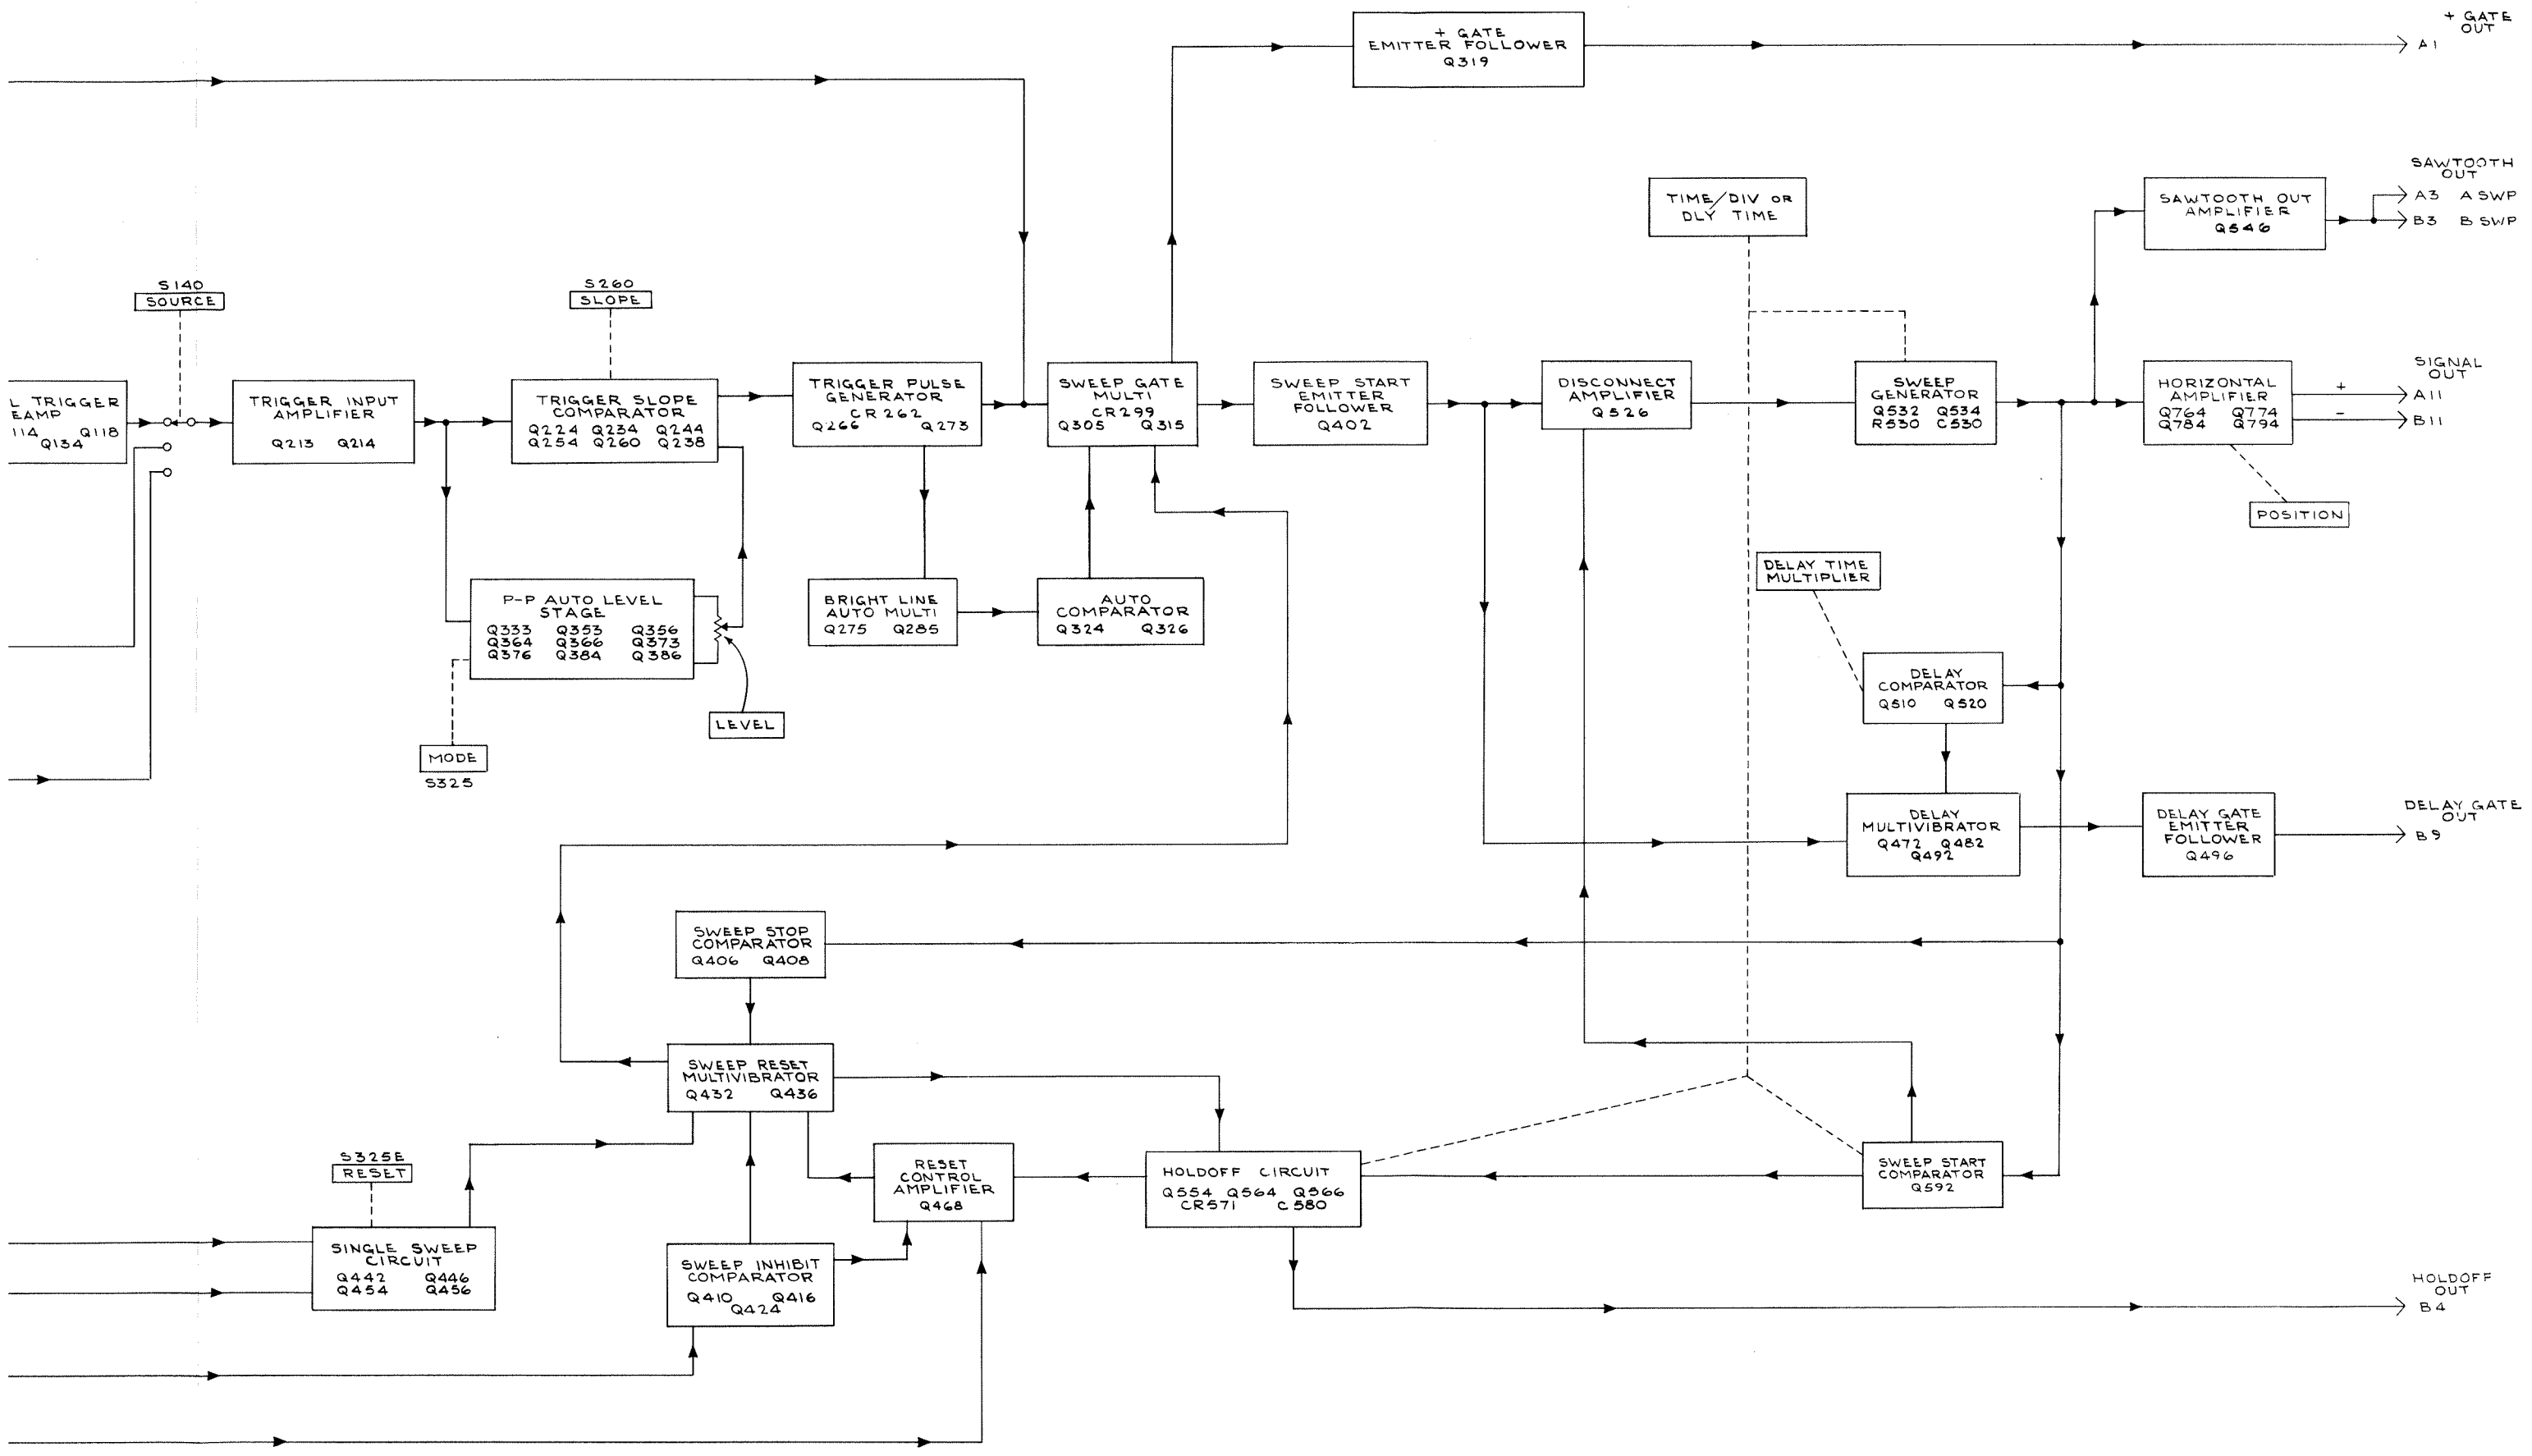 + GATE
OUT
A1
+ GATE
EMITTER FOLLOWER
Q319
SAWTOOTH
OUT
A3 A SWP
B3 B SWP
SAWTOOTH OUT
AMPLIFIER
Q546
TIME/DIV OR
DLY TIME
S140
SOURCE
S260
SLOPE
L TRIGGER
EAMP
114 Q118
Q134
TRIGGER INPUT
AMPLIFIER
Q213 Q214
TRIGGER SLOPE
COMPARATOR
Q224 Q234 Q244
Q254 Q260 Q238
TRIGGER PULSE
GENERATOR
CR262
Q266 Q273
SWEEP GATE
MULTI
CR299
Q305 Q315
SWEEP START
EMITTER
FOLLOWER
Q402
DISCONNECT
AMPLIFIER
Q526
SWEEP
GENERATOR
Q532 Q534
R530 C530
HORIZONTAL
AMPLIFIER
Q764 Q774
Q784 Q794
SIGNAL
OUT
+
A11
-
B11
POSITION
P-P AUTO LEVEL
STAGE
Q333 Q353 Q356
Q364 Q366 Q373
Q376 Q384 Q386
LEVEL
MODE
S325
BRIGHT LINE
AUTO MULTI
Q275 Q285
AUTO
COMPARATOR
Q324 Q326
DELAY TIME
MULTIPLIER
DELAY
COMPARATOR
Q510 Q520
DELAY
MULTIVIBRATOR
Q472 Q482
Q492
DELAY GATE
EMITTER
FOLLOWER
Q496
DELAY GATE
OUT
B9
SWEEP STOP
COMPARATOR
Q406 Q408
SWEEP RESET
MULTIVIBRATOR
Q432 Q436
S325E
RESET
SINGLE SWEEP
CIRCUIT
Q442 Q446
Q454 Q456
RESET
CONTROL
AMPLIFIER
Q468
SWEEP INHIBIT
COMPARATOR
Q410 Q416
Q424
HOLDOFF CIRCUIT
Q554 Q564 Q566
CR571 C580
SWEEP START
COMPARATOR
Q592
HOLDOFF
OUT
B4